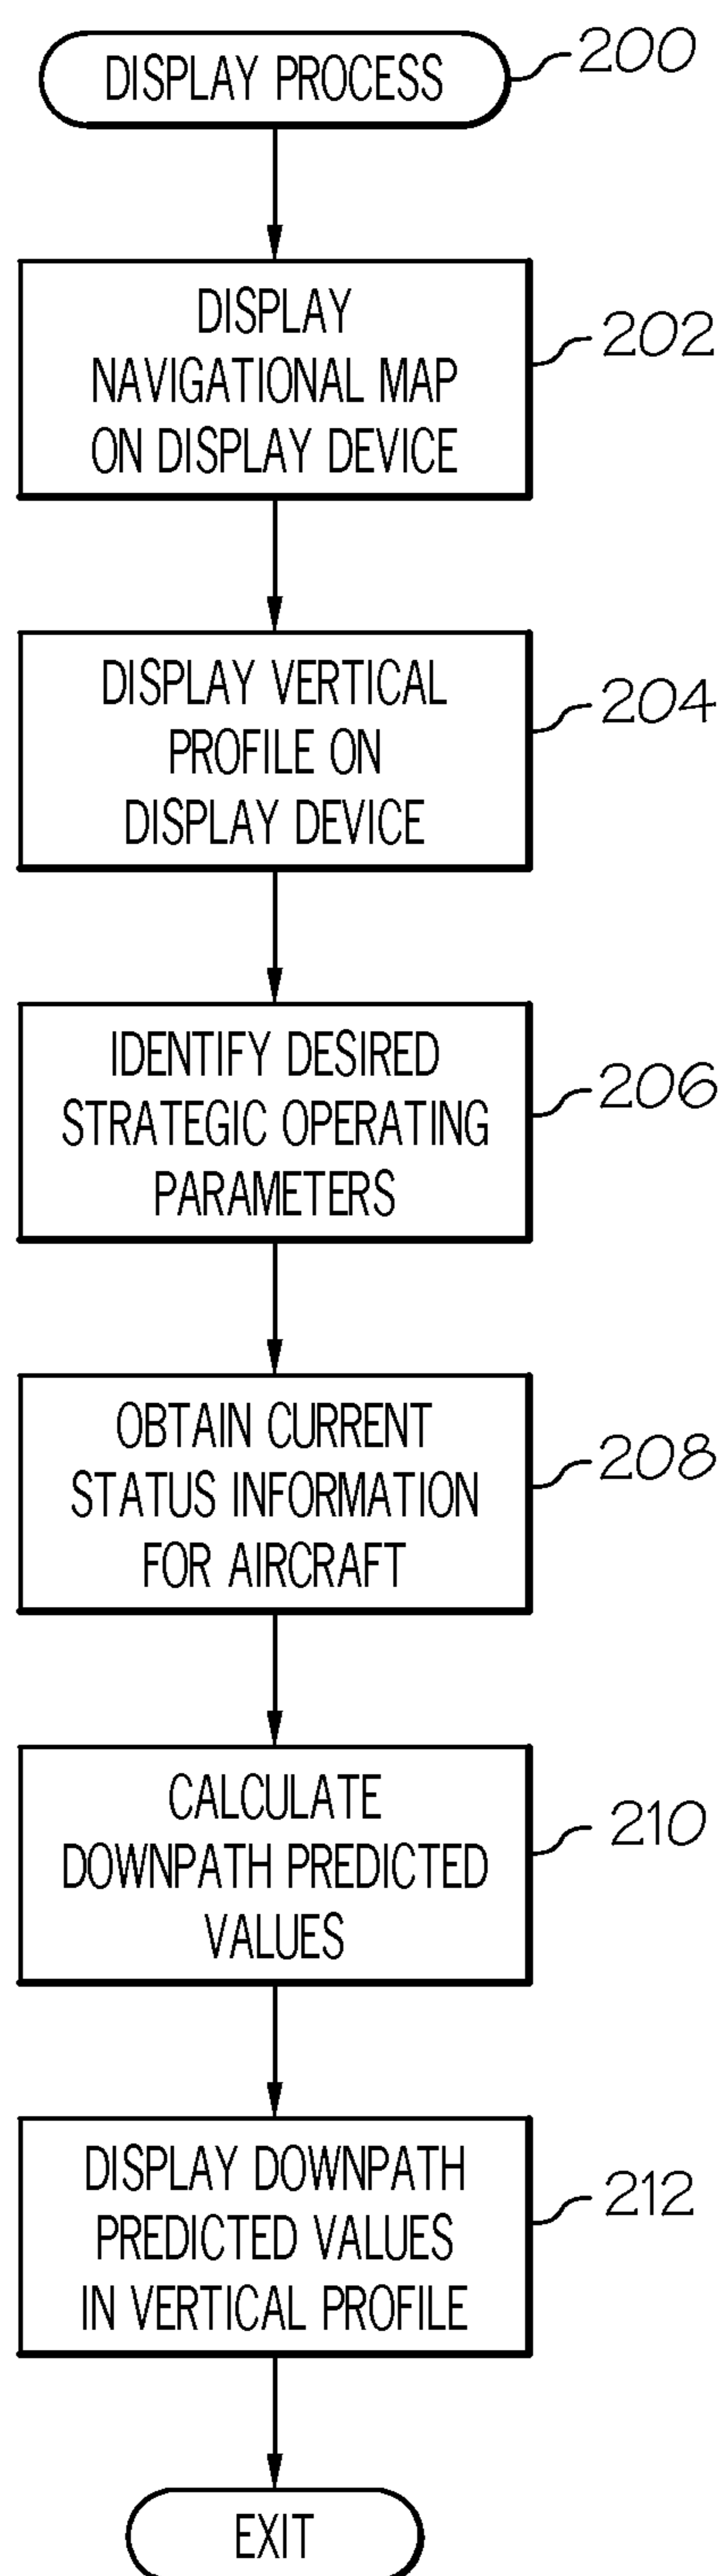 DISPLAY PROCESS
200
DISPLAY
NAVIGATIONAL MAP
ON DISPLAY DEVICE
202
DISPLAY VERTICAL
PROFILE ON
DISPLAY DEVICE
204
IDENTIFY DESIRED
STRATEGIC OPERATING
PARAMETERS
206
OBTAIN CURRENT
STATUS INFORMATION
FOR AIRCRAFT
208
CALCULATE
DOWNPATH PREDICTED
VALUES
210
DISPLAY DOWNPATH
PREDICTED VALUES
IN VERTICAL PROFILE
212
EXIT